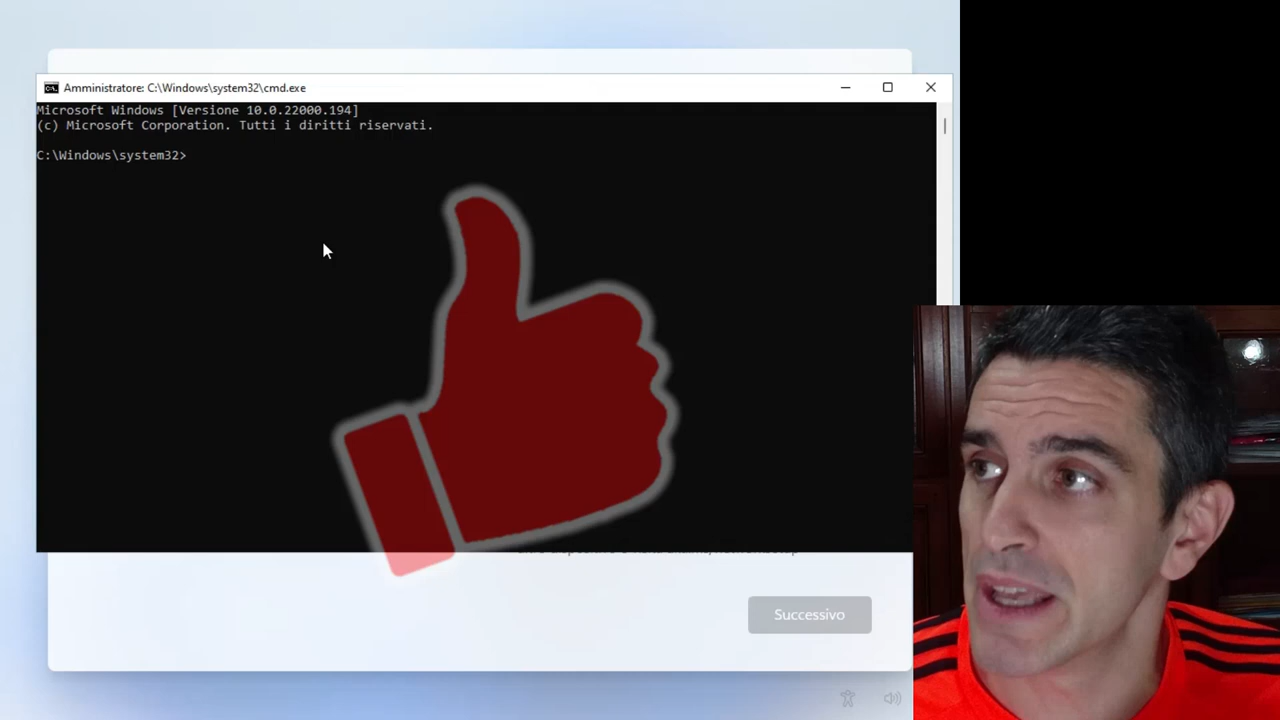 Amministratore: C:\Windows\system32\cmd.exe
Microsoft Windows [Versione 10.0.22000.194]
(c) Microsoft Corporation. Tutti i diritti riservati.
C:\Windows\system32>
Successivo